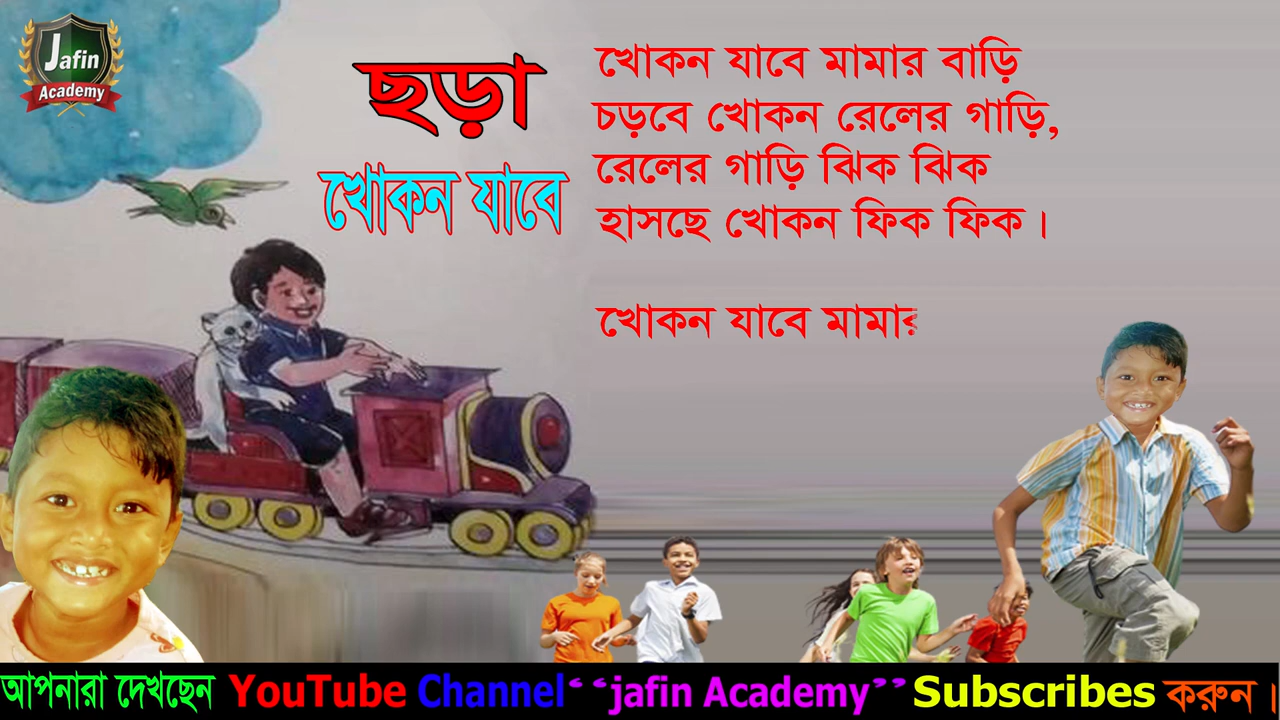 Jafin
Academy
ছড়া
খোকন যাবে
খোকন যাবে মামার বাড়ি
চড়বে খোকন রেলের গাড়ি,
রেলের গাড়ি ঝিক ঝিক
হাসছে খোকন ফিক ফিক।
খোকন যাবে মামার
আপনারা দেখছেন YouTube Channel‘‘jafin Academy’’Subscribes করুন।